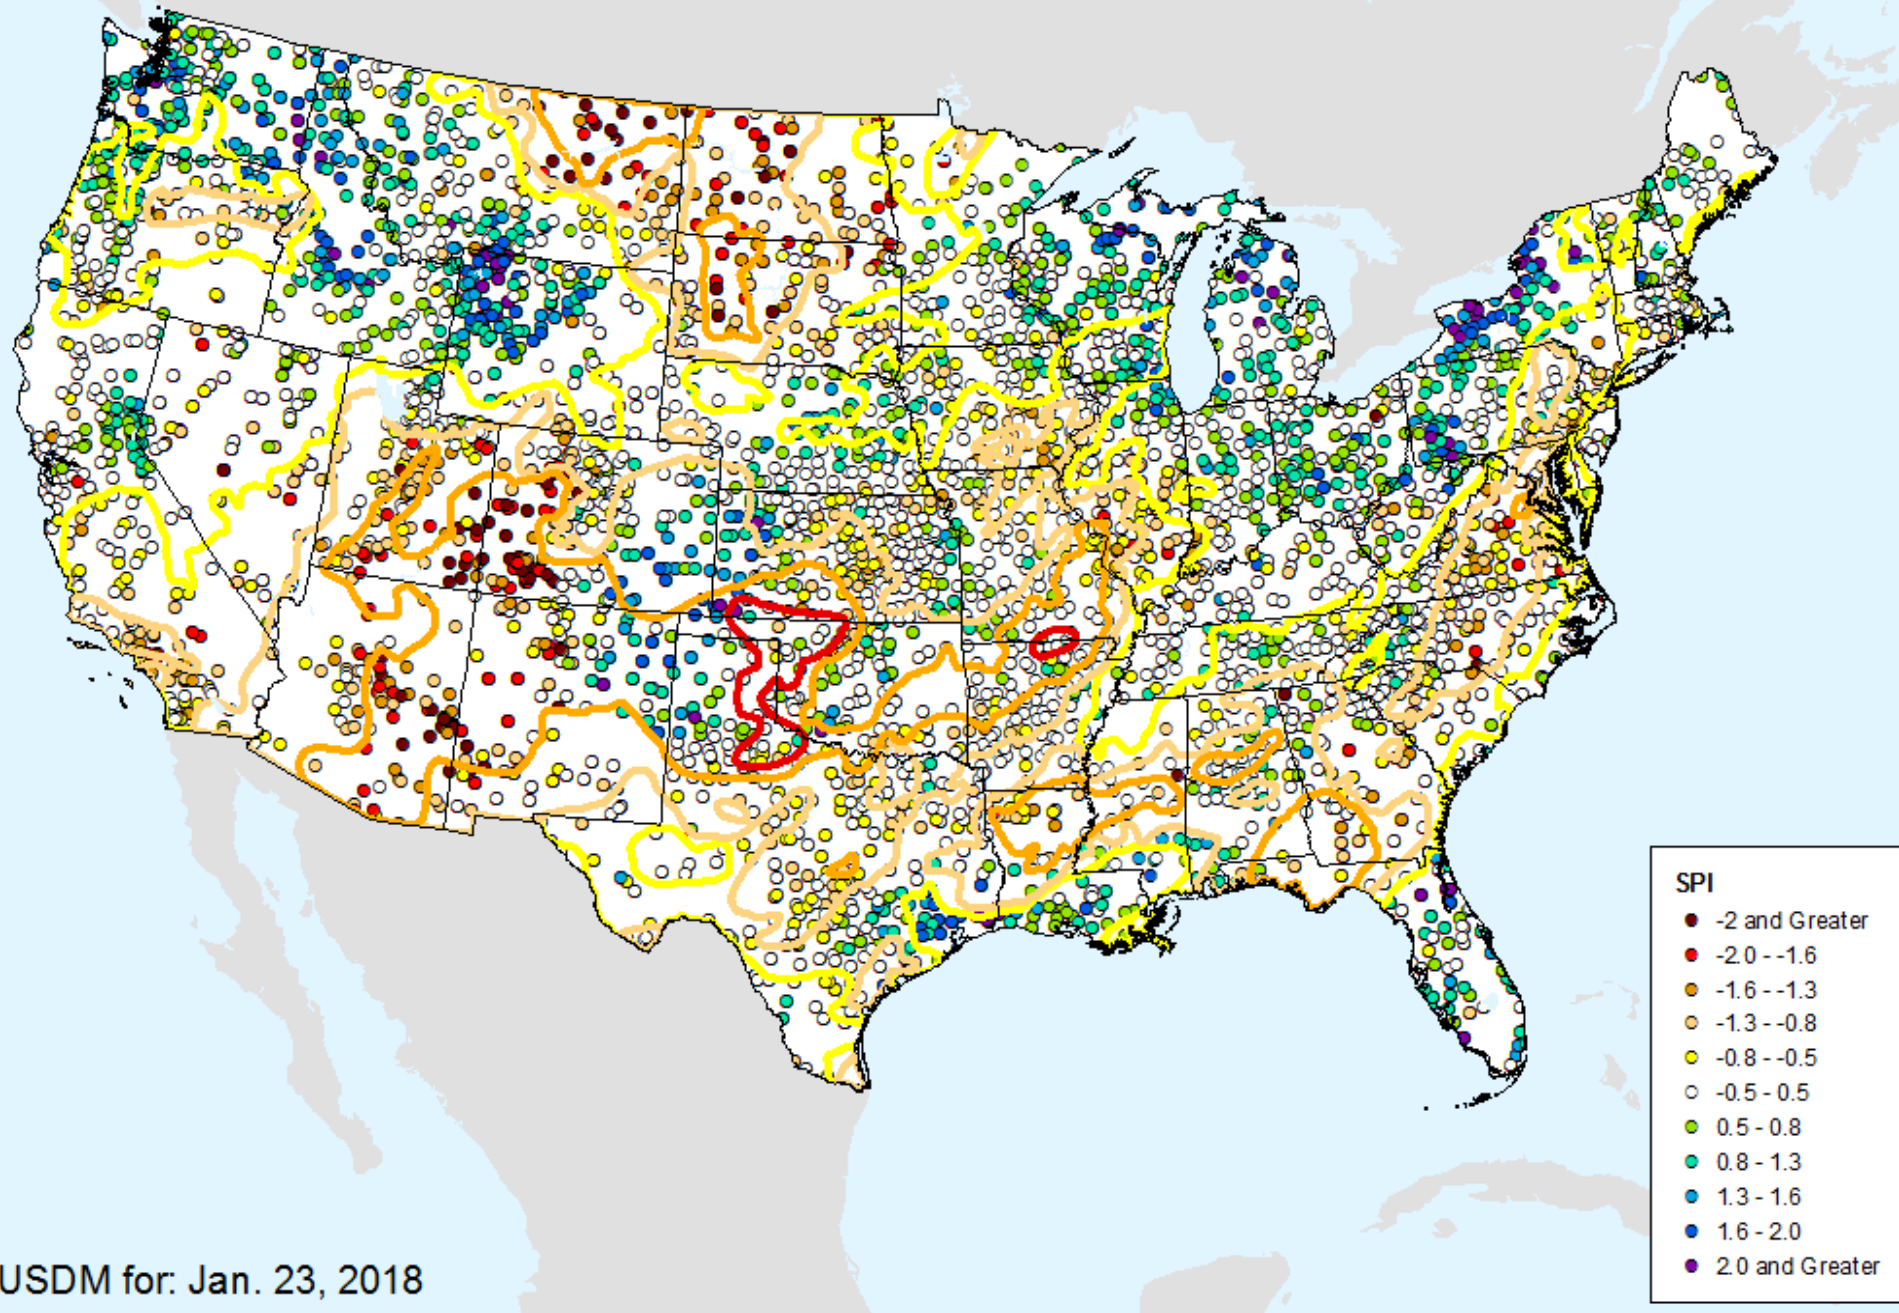 SPI
-2 and Greater
-2.0 - -1.6
-1.6 - -1.3
-1.3 - -0.8
-0.8 - -0.5
-0.5 - 0.5
0.5 - 0.8
0.8 - 1.3
1.3 - 1.6
1.6 - 2.0
2.0 and Greater
USDM for: Jan. 23, 2018